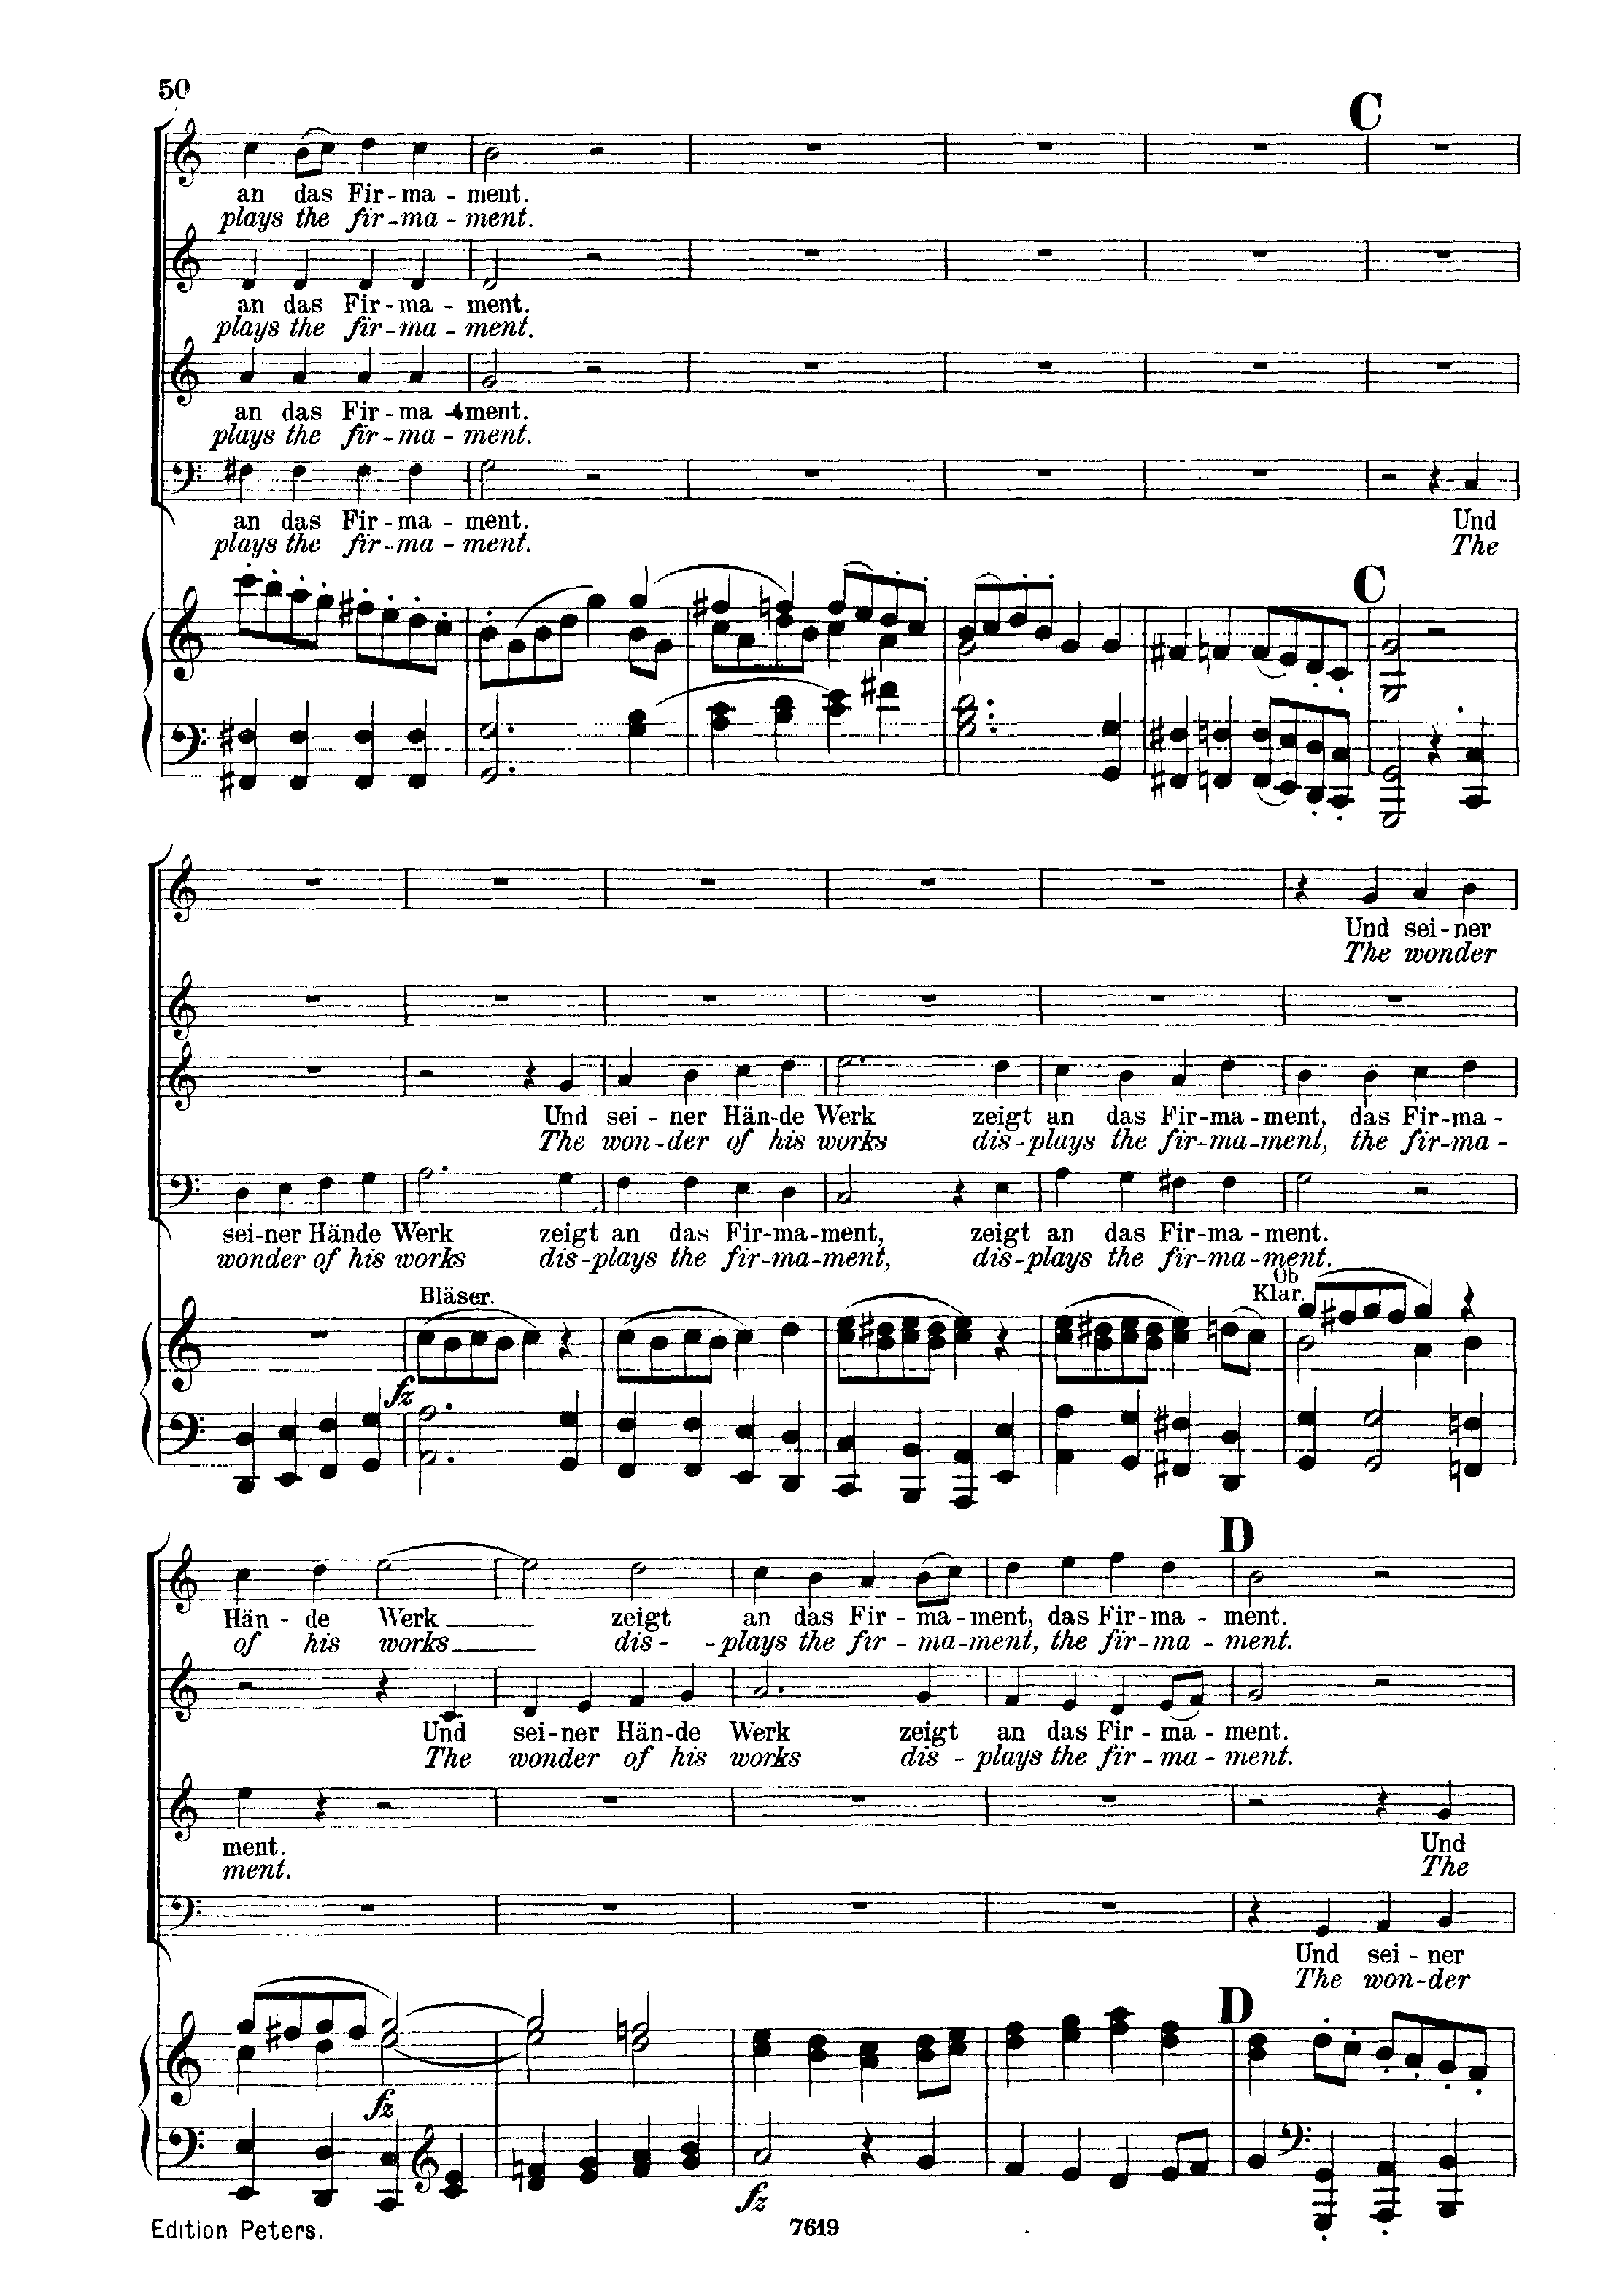 50
C
an das Fir-ma-ment.
plays the fir-ma-ment.
an das Fir-ma-ment.
plays the fir-ma-ment.
an das Fir-ma-ment.
plays the fir-ma-ment.
an das Fir-ma-ment. Und
plays the fir-ma-ment. The
C
Und sei-ner
The wonder
Und sei-ner Hän-de Werk zeigt an das Fir-ma-ment, das Fir-ma-
The won-der of his works dis-plays the fir-ma-ment, the fir-ma-
sei-ner Hände Werk zeigt an das Fir-ma-ment, zeigt an das Fir-ma-ment.
wonder of his works dis-plays the fir-ma-ment, dis-plays the fir-ma-ment.
Bläser. Ob
Klar.
fz
D
Hän-de Werk zeigt an das Fir-ma-ment, das Fir-ma-ment.
of his works dis-plays the fir-ma-ment, the fir-ma-ment.
Und sei-ner Hän-de Werk zeigt an das Fir-ma-ment.
The wonder of his works dis-plays the fir-ma-ment.
ment. Und
ment. The
Und sei-ner
The won-der
D
fz
fz
Edition Peters. 7619